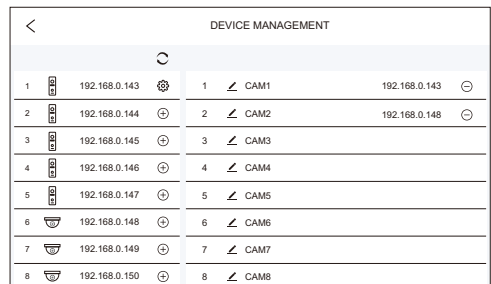 DEVICE MANAGEMENT
1 192.168.0.143 1 CAM1 192.168.0.143
2 192.168.0.144 2 CAM2 192.168.0.148
3 192.168.0.145 3 CAM3
4 192.168.0.146 4 CAM4
5 192.168.0.147 5 CAM5
6 192.168.0.148 6 CAM6
7 192.168.0.149 7 CAM7
8 192.168.0.150 8 CAM8